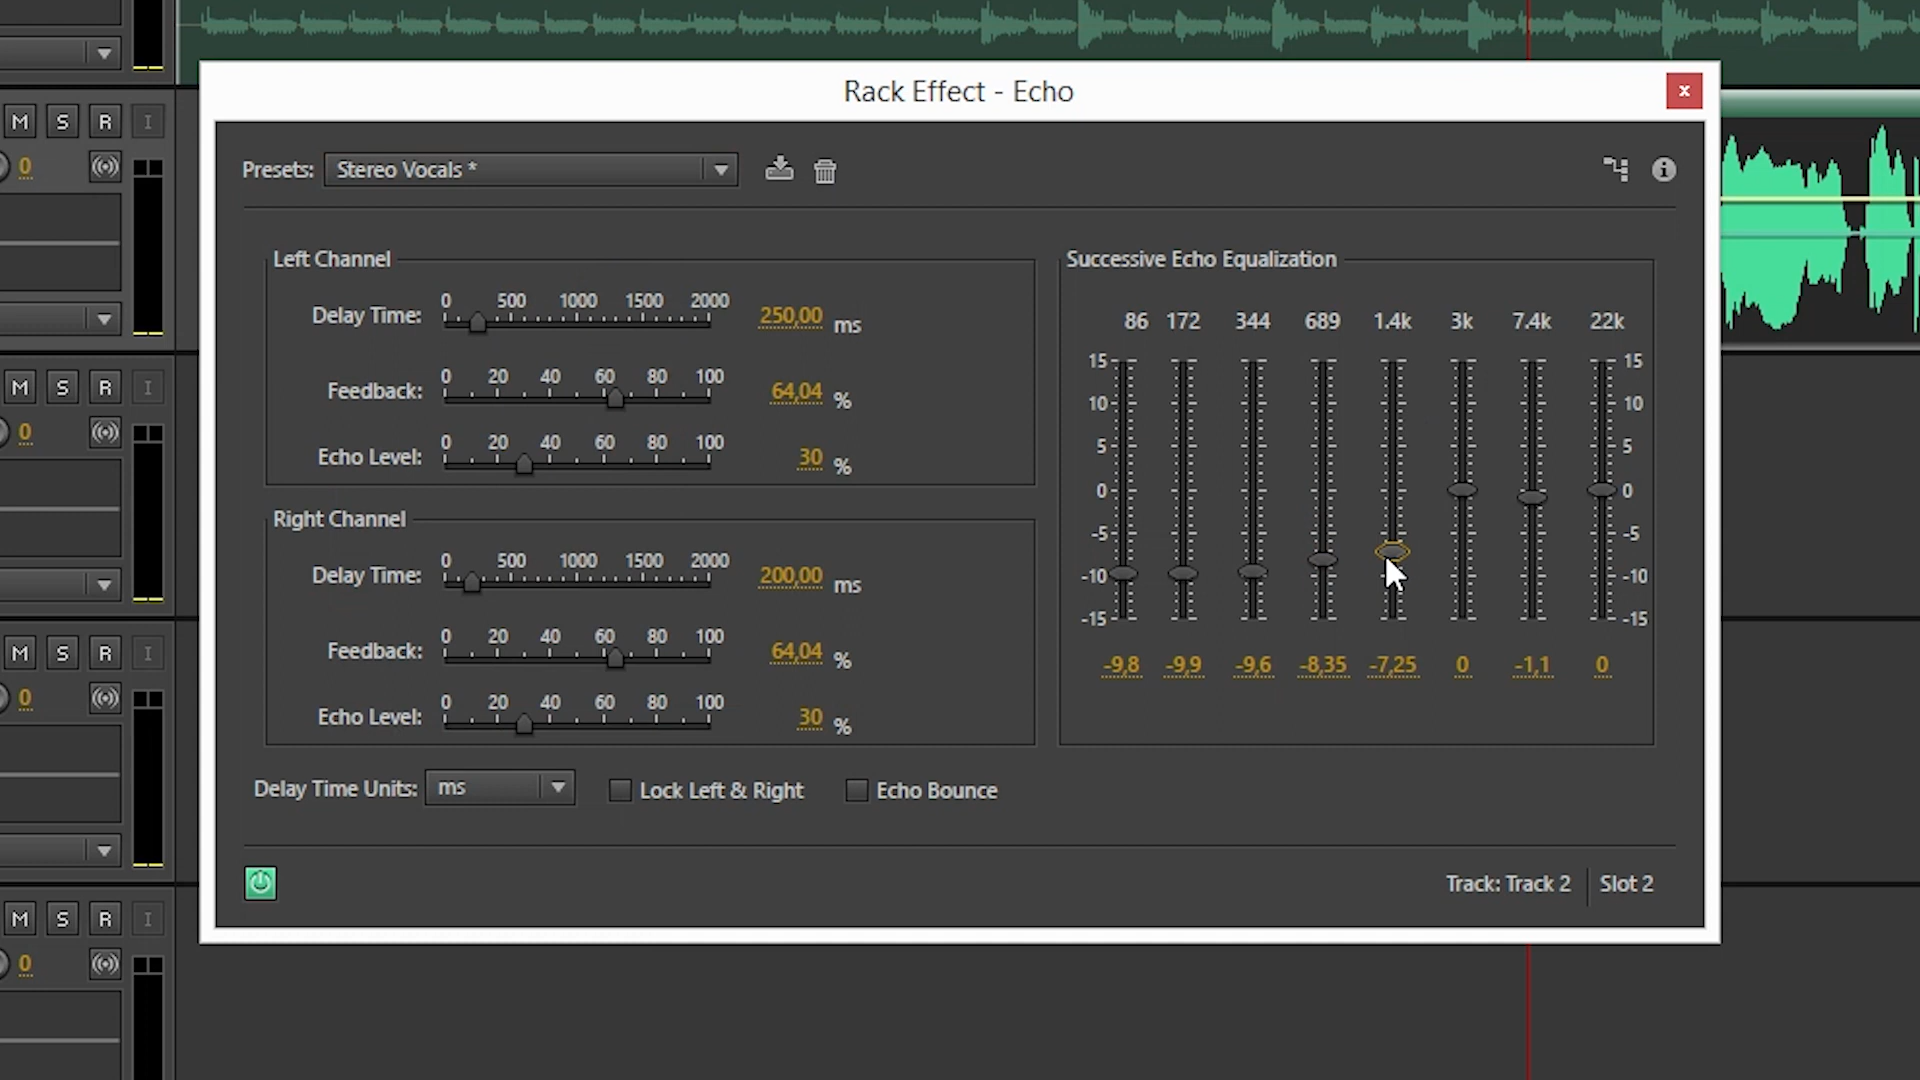 Rack Effect - Echo
x
Presets: Stereo Vocals *
Left Channel
Delay Time: 0 500 1000 1500 2000 250,00 ms
Feedback: 0 20 40 60 80 100 64,04 %
Echo Level: 0 20 40 60 80 100 30 %
Right Channel
Delay Time: 0 500 1000 1500 2000 200,00 ms
Feedback: 0 20 40 60 80 100 64,04 %
Echo Level: 0 20 40 60 80 100 30 %
Successive Echo Equalization
86 172 344 689 1.4k 3k 7.4k 22k
15 15
10 10
5 5
0 0
-5 -5
-10 -10
-15 -15
-9,8 -9,9 -9,6 -8,35 -7,25 0 -1,1 0
Delay Time Units: ms Lock Left & Right Echo Bounce
Track: Track 2 Slot 2
M S R I
0
M S R I
0
M S R I
0
M S R I
0